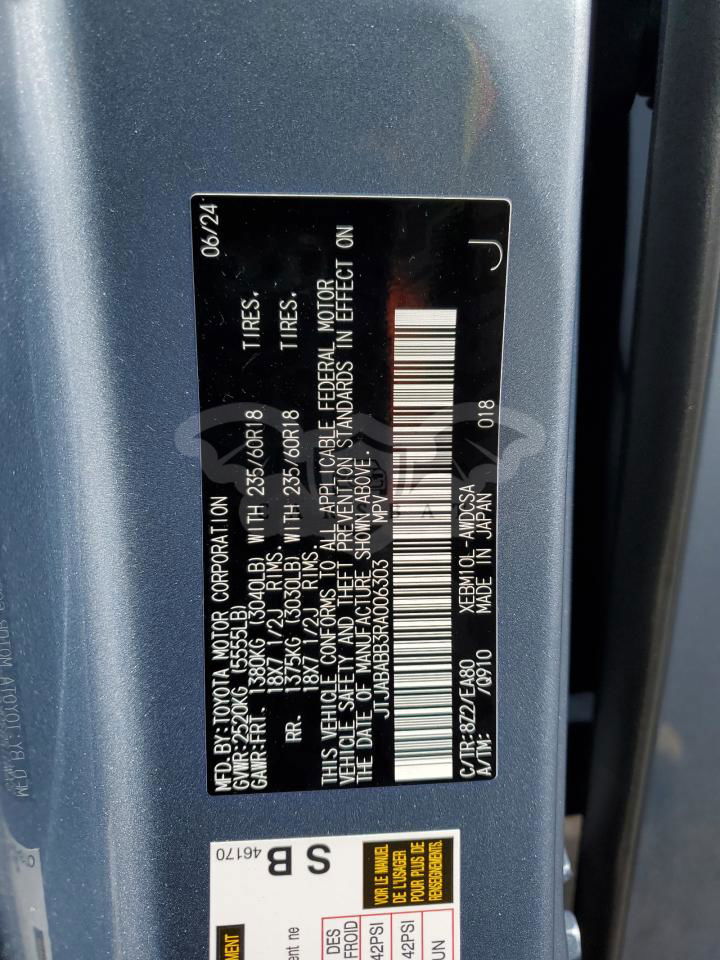 06/24
MFD. BY: TOYOTA MOTOR CORPORATION
GVWR: 2520KG (5555LB)
GAWR: FRT. 1380KG (3040LB) WITH 235/60R18 TIRES.
18X7 1/2J RIMS.
RR. 1375KG (3030LB) WITH 235/60R18 TIRES.
18X7 1/2J RIMS.
THIS VEHICLE CONFORMS TO ALL APPLICABLE FEDERAL MOTOR
VEHICLE SAFETY AND THEFT PREVENTION STANDARDS IN EFFECT ON
THE DATE OF MANUFACTURE SHOWN ABOVE.
JTJABABB3RA006303 MPV
C/TR: 8Z2/EA80 XEBM10L-AWDCSA 018
A/TM: /Q910 MADE IN JAPAN
J
46170
S B
VOIR LE MANUEL
DE L'USAGER
POUR PLUS DE
RENSEIGNEMENTS
DES
FROID
42PSI
42PSI
UN